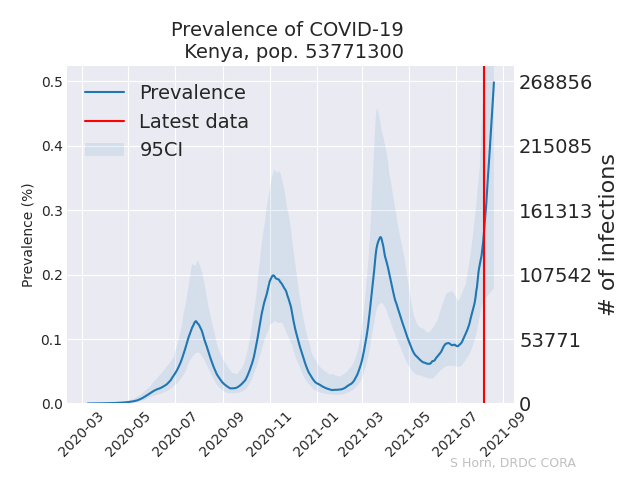 Prevalence of COVID-19
Kenya, pop. 53771300
Prevalence
Latest data
95CI
Prevalence (%)
0.5
0.4
0.3
0.2
0.1
0.0
268856
215085
161313
107542
53771
0
# of infections
2020-03
2020-05
2020-07
2020-09
2020-11
2021-01
2021-03
2021-05
2021-07
2021-09
S Horn, DRDC CORA